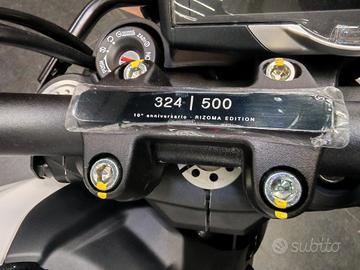 324 | 500
10° anniversario - RIZOMA EDITION
subito